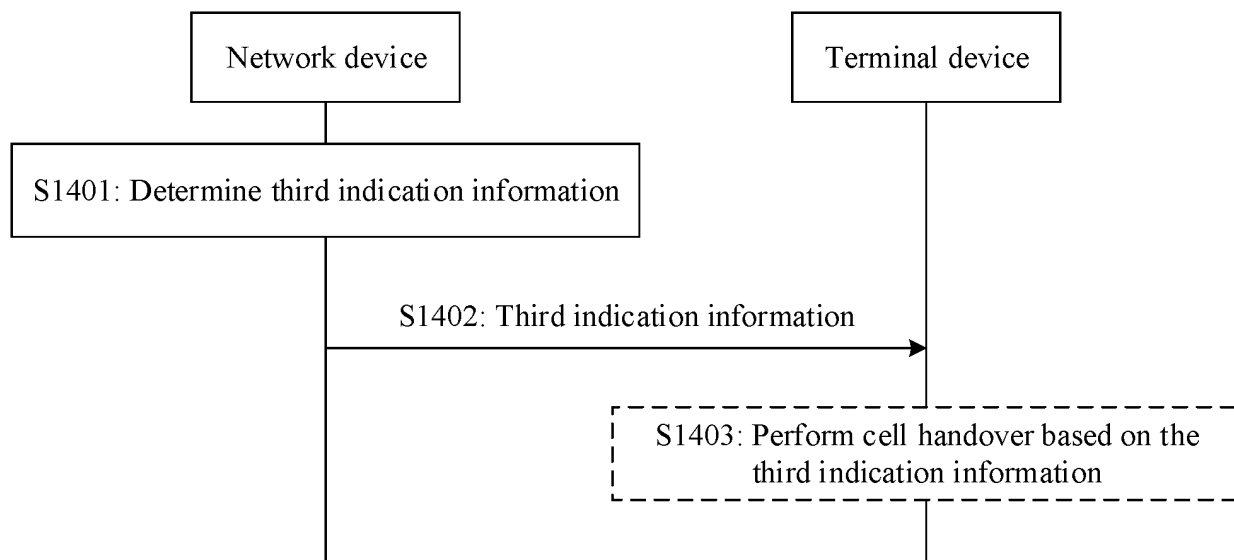 Network device
Terminal device
S1401: Determine third indication information
S1402: Third indication information
S1403: Perform cell handover based on the
third indication information